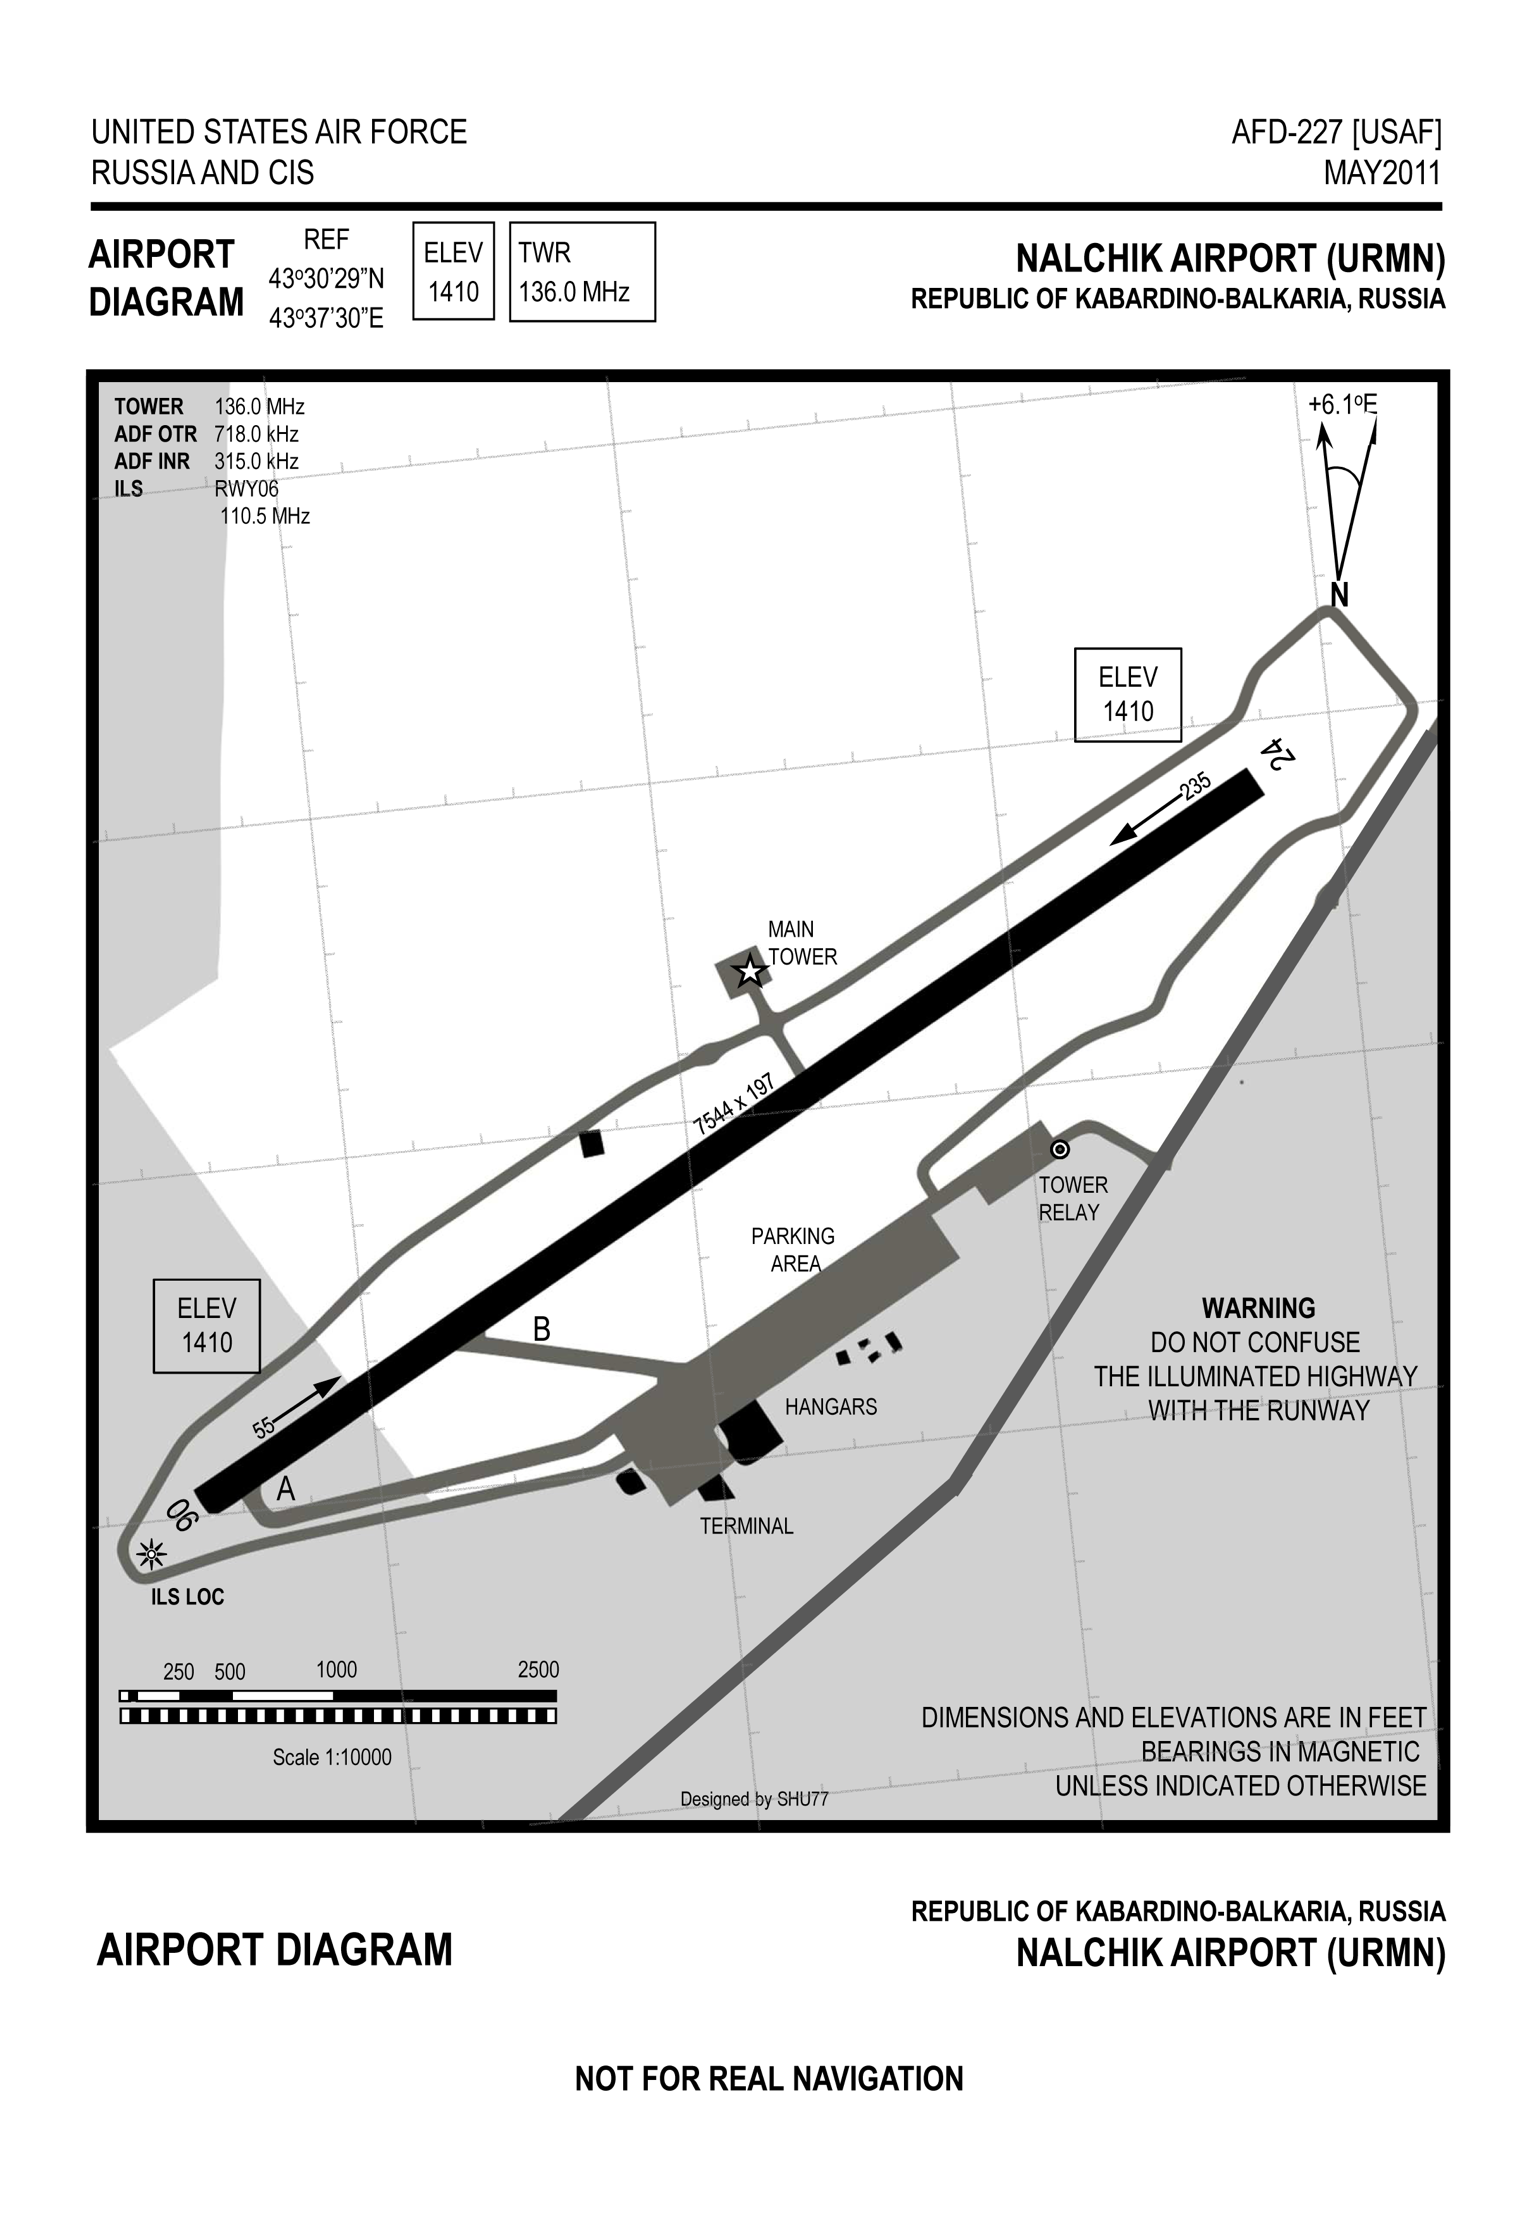 UNITED STATES AIR FORCE
RUSSIA AND CIS
AFD-227 [USAF]
MAY2011
AIRPORT
DIAGRAM
REF
43º30’29”N
43º37’30”E
ELEV
1410
TWR
136.0 MHz
NALCHIK AIRPORT (URMN)
REPUBLIC OF KABARDINO-BALKARIA, RUSSIA
TOWER 136.0 MHz
ADF OTR 718.0 kHz
ADF INR 315.0 kHz
ILS RWY06
110.5 MHz
+6.1ºE
N
ELEV
1410
24
235
MAIN
TOWER
7544 x 197
TOWER
RELAY
PARKING
AREA
ELEV
1410
B
WARNING
DO NOT CONFUSE
THE ILLUMINATED HIGHWAY
WITH THE RUNWAY
HANGARS
55
A
06
TERMINAL
ILS LOC
250 500 1000 2500
Scale 1:10000
DIMENSIONS AND ELEVATIONS ARE IN FEET
BEARINGS IN MAGNETIC
UNLESS INDICATED OTHERWISE
Designed by SHU77
REPUBLIC OF KABARDINO-BALKARIA, RUSSIA
AIRPORT DIAGRAM
NALCHIK AIRPORT (URMN)
NOT FOR REAL NAVIGATION